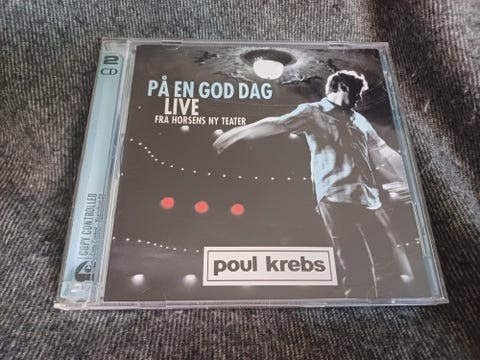 2
CD
PÅ EN GOD DAG
LIVE
FRA HORSENS NY TEATER
poul krebs
COPY CONTROLLED